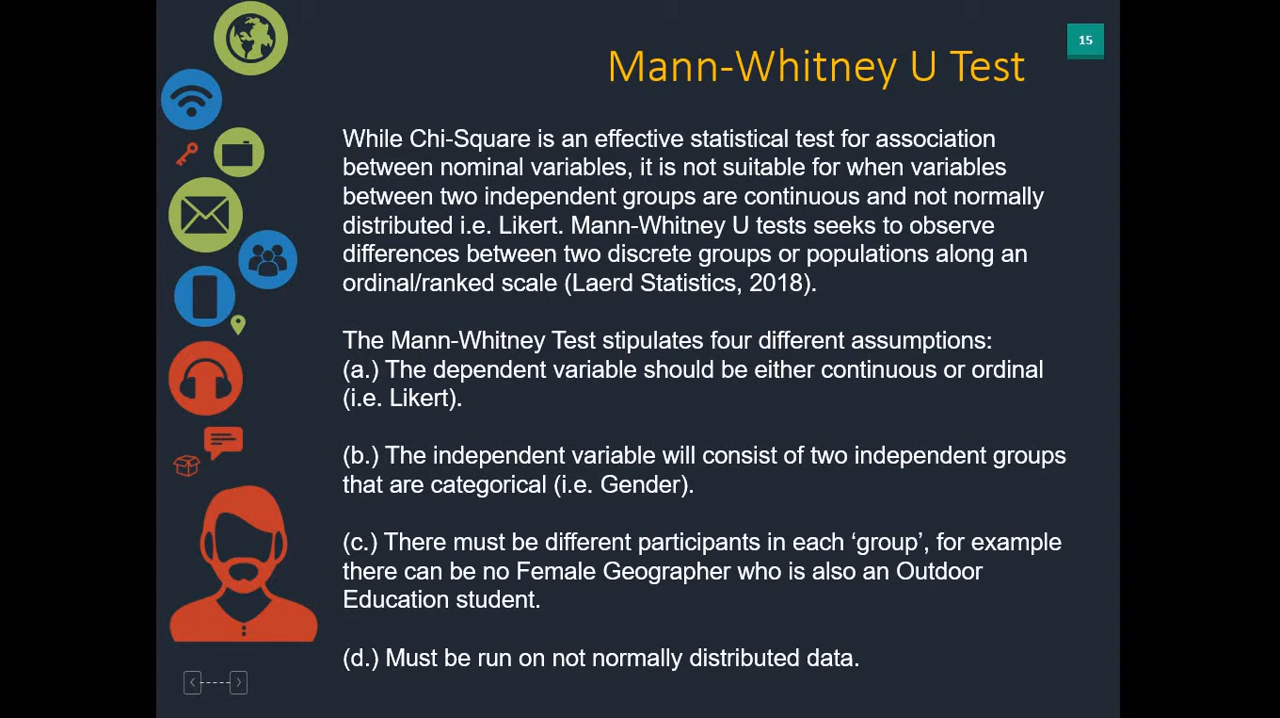 15
Mann-Whitney U Test
While Chi-Square is an effective statistical test for association
between nominal variables, it is not suitable for when variables
between two independent groups are continuous and not normally
distributed i.e. Likert. Mann-Whitney U tests seeks to observe
differences between two discrete groups or populations along an
ordinal/ranked scale (Laerd Statistics, 2018).
The Mann-Whitney Test stipulates four different assumptions:
(a.) The dependent variable should be either continuous or ordinal
(i.e. Likert).
(b.) The independent variable will consist of two independent groups
that are categorical (i.e. Gender).
(c.) There must be different participants in each ‘group’, for example
there can be no Female Geographer who is also an Outdoor
Education student.
(d.) Must be run on not normally distributed data.